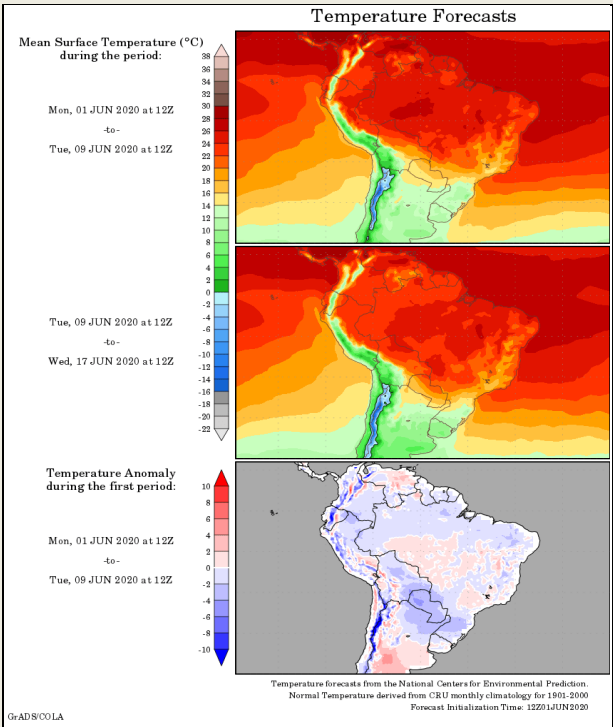 Temperature Forecasts
Mean Surface Temperature (°C)
during the period:
Mon, 01 JUN 2020 at 12Z
-to-
Tue, 09 JUN 2020 at 12Z
38
36
34
32
30
28
26
24
22
20
18
16
14
12
10
8
6
4
2
0
-2
-4
-6
-8
-10
-12
-14
-16
-18
-20
-22
Tue, 09 JUN 2020 at 12Z
-to-
Wed, 17 JUN 2020 at 12Z
Temperature Anomaly
during the first period:
Mon, 01 JUN 2020 at 12Z
-to-
Tue, 09 JUN 2020 at 12Z
10
8
6
4
2
0
-2
-4
-6
-8
-10
Temperature forecasts from the National Centers for Environmental Prediction.
Normal Temperature derived from CRU monthly climatology for 1901-2000
Forecast Initialization Time: 12Z01JUN2020
GrADS/COLA